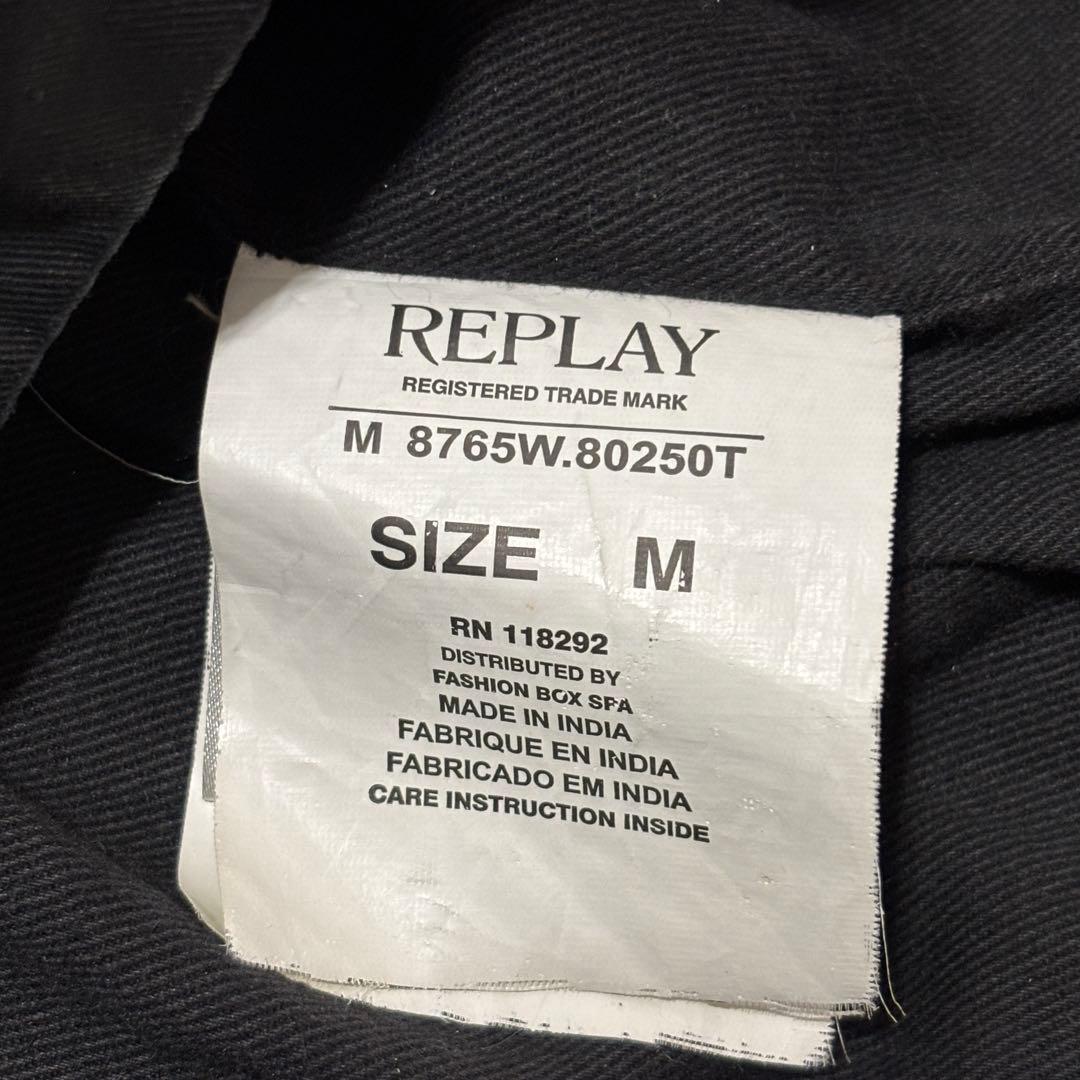 REPLAY
REGISTERED TRADE MARK
M 8765W.80250T
SIZE M
RN 118292
DISTRIBUTED BY
FASHION BOX SPA
MADE IN INDIA
FABRIQUE EN INDIA
FABRICADO EM INDIA
CARE INSTRUCTION INSIDE